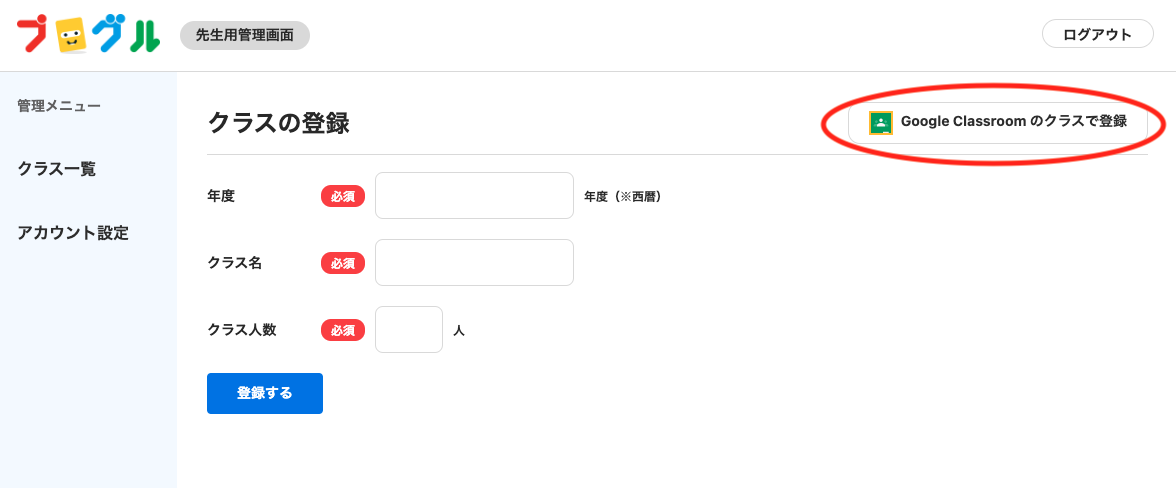 プログル 先生用管理画面 ログアウト
管理メニュー
クラス一覧
アカウント設定
クラスの登録 Google Classroom のクラスで登録
年度 必須 年度（※西暦）
クラス名 必須
クラス人数 必須 人
登録する